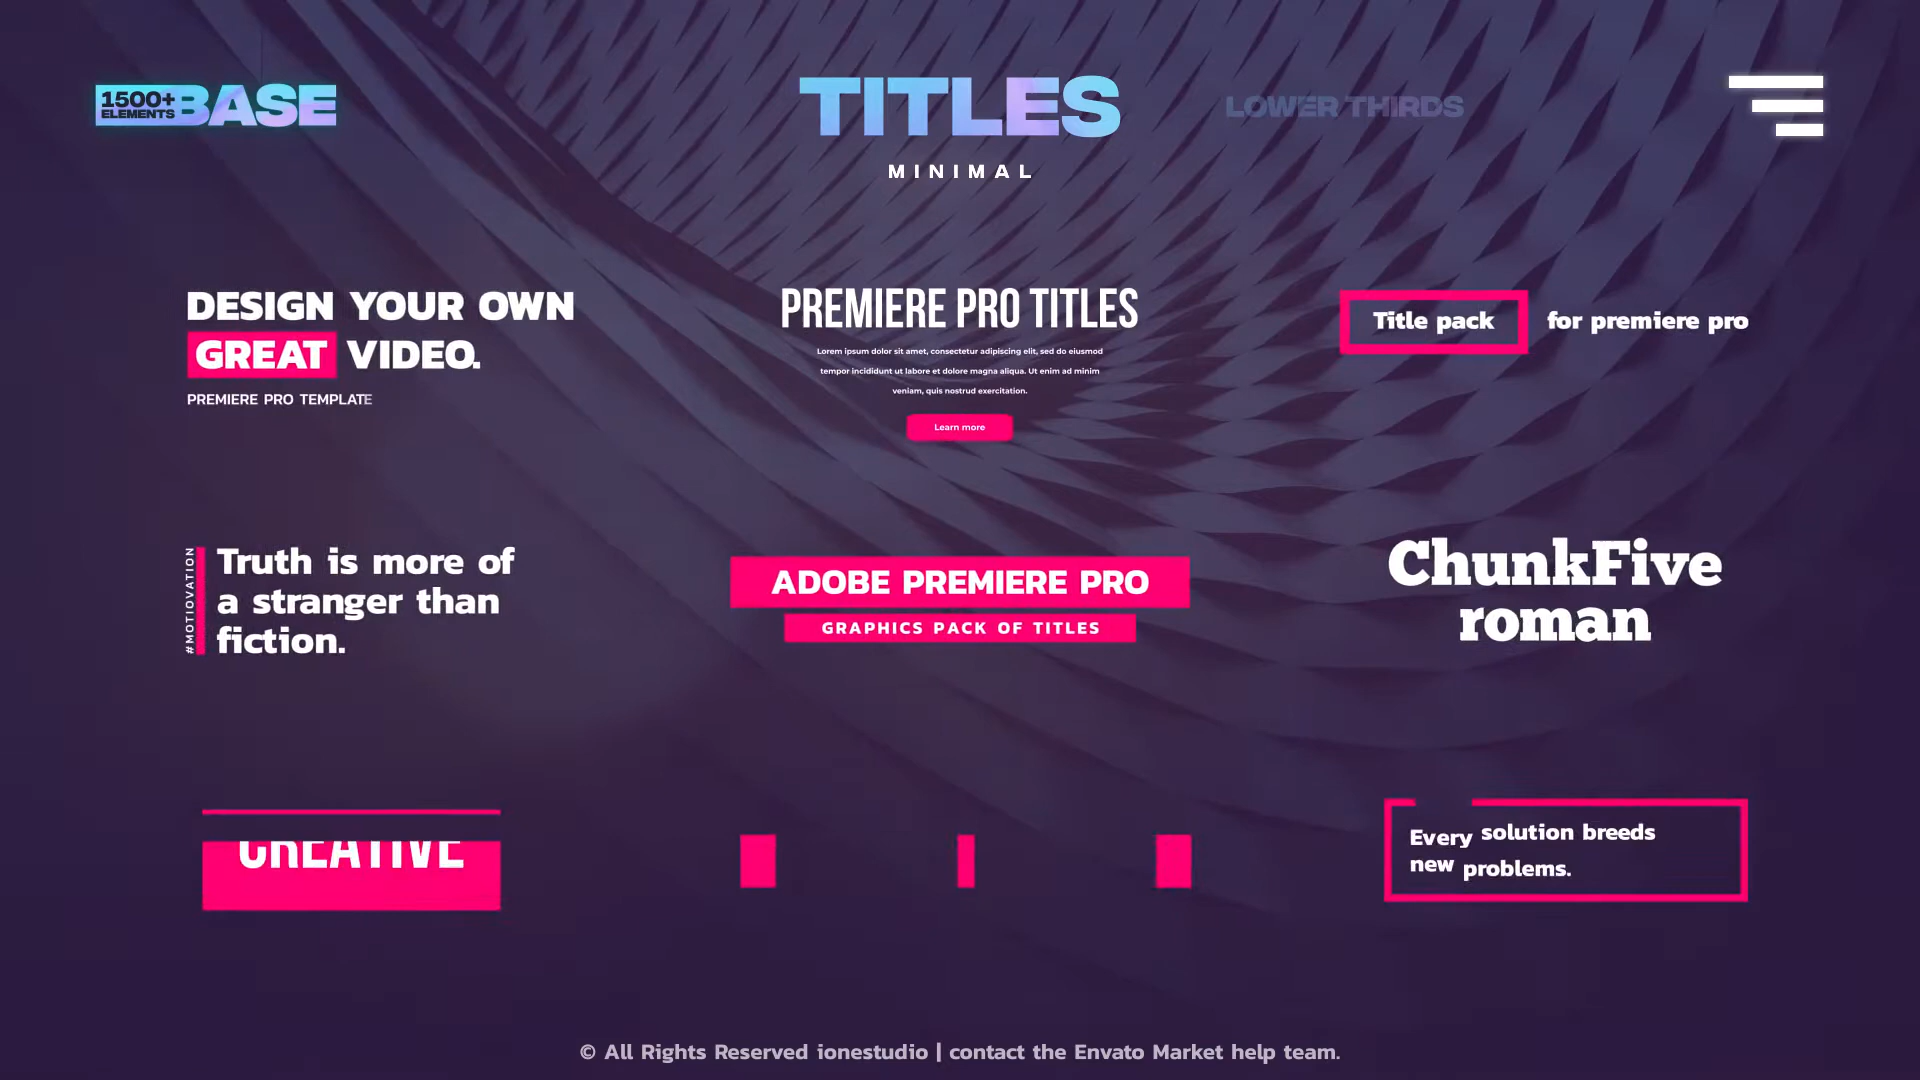 1500+
ELEMENTS
BASE
TITLES
LOWER THIRDS
MINIMAL
DESIGN YOUR OWN
GREAT VIDEO.
PREMIERE PRO TEMPLATE
PREMIERE PRO TITLES
Lorem ipsum dolor sit amet, consectetur adipiscing elit, sed do eiusmod
tempor incididunt ut labore et dolore magna aliqua. Ut enim ad minim
veniam, quis nostrud exercitation.
Learn more
Title pack for premiere pro
#MOTIOVATION
Truth is more of
a stranger than
fiction.
ADOBE PREMIERE PRO
GRAPHICS PACK OF TITLES
ChunkFive
roman
CREATIVE
Every solution breeds
new problems.
© All Rights Reserved ionestudio | contact the Envato Market help team.